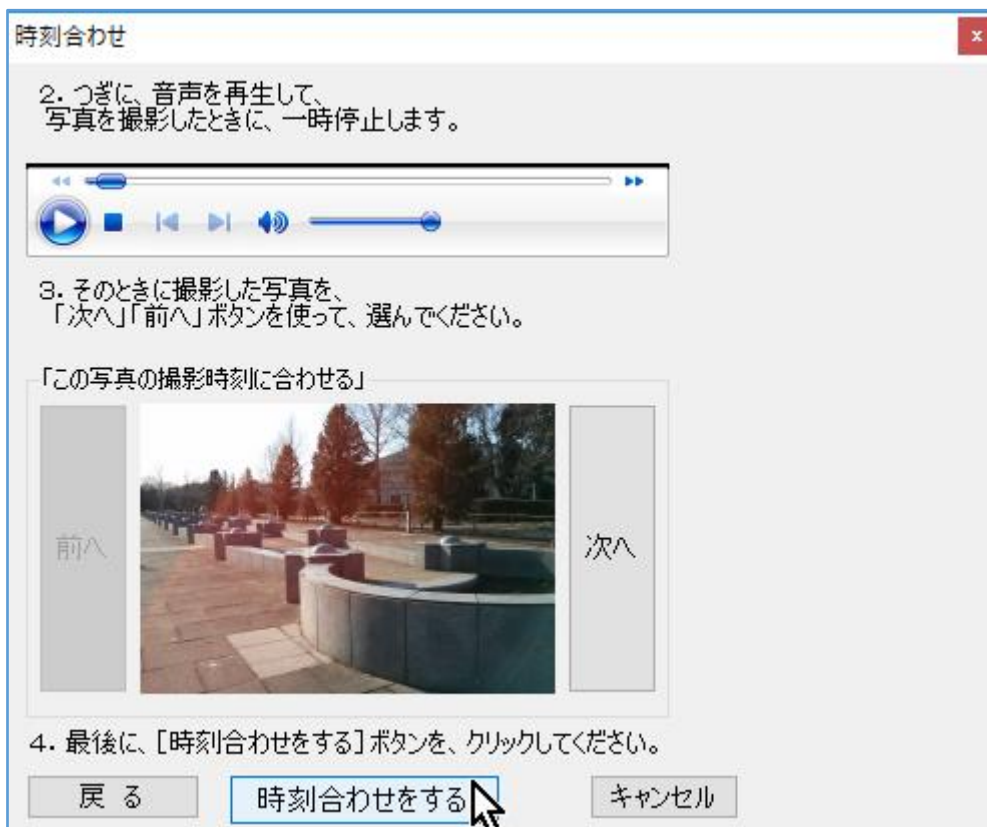 時刻合わせ
x
2. つぎに、音声を再生して、
写真を撮影したときに、一時停止します。
3. そのときに撮影した写真を、
「次へ」「前へ」ボタンを使って、選んでください。
「この写真の撮影時刻に合わせる」
前へ
次へ
4. 最後に、[時刻合わせをする]ボタンを、クリックしてください。
戻 る
時刻合わせをする
キャンセル